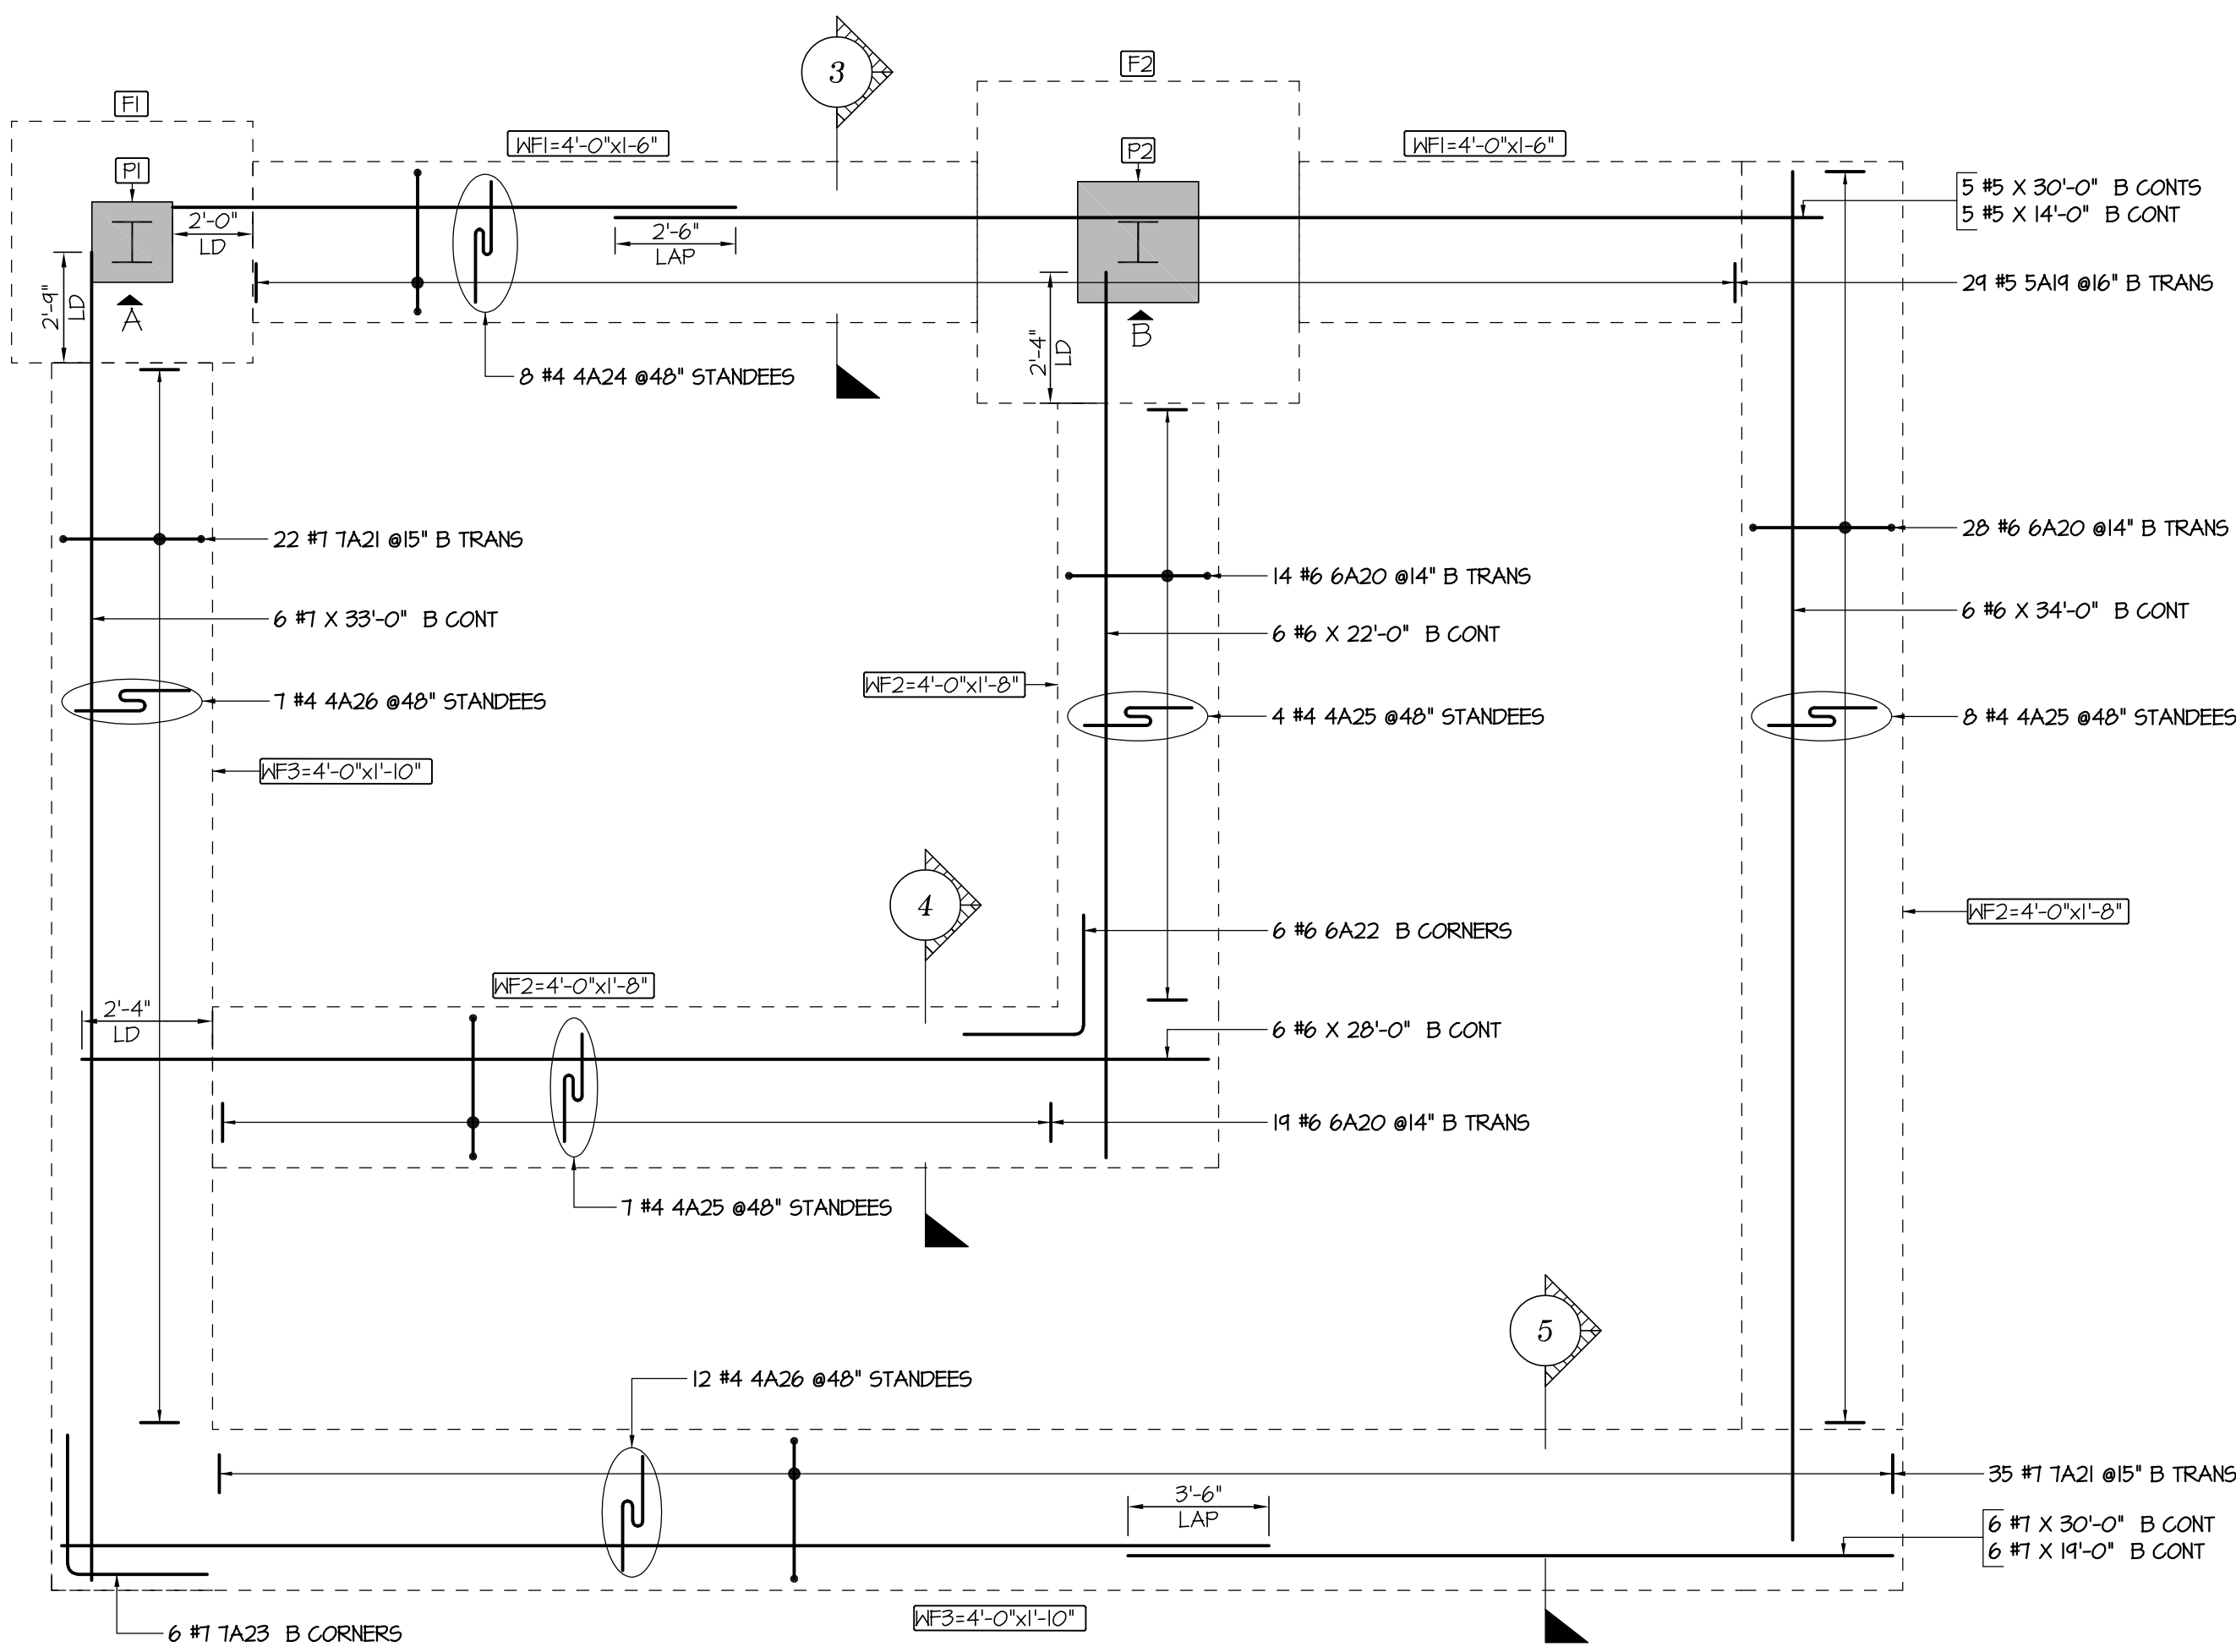 3
F2
F1
WF1=4'-0"x1-6"
WF1=4'-0"x1-6"
P2
P1
5 #5 X 30'-0" B CONTS
5 #5 X 14'-0" B CONT
2'-0"
LD
2'-6"
LAP
29 #5 5A19 @16" B TRANS
2'-9"
LD
A
B
2'-4"
LD
8 #4 4A24 @48" STANDEES
22 #7 7A21 @15" B TRANS
28 #6 6A20 @14" B TRANS
14 #6 6A20 @14" B TRANS
6 #7 X 33'-0" B CONT
6 #6 X 34'-0" B CONT
6 #6 X 22'-0" B CONT
WF2=4'-0"x1'-8"
7 #4 4A26 @48" STANDEES
4 #4 4A25 @48" STANDEES
8 #4 4A25 @48" STANDEES
WF3=4'-0"x1'-10"
4
6 #6 6A22 B CORNERS
WF2=4'-0"x1'-8"
WF2=4'-0"x1'-8"
2'-4"
LD
6 #6 X 28'-0" B CONT
19 #6 6A20 @14" B TRANS
7 #4 4A25 @48" STANDEES
5
12 #4 4A26 @48" STANDEES
35 #7 7A21 @15" B TRANS
3'-6"
LAP
6 #7 X 30'-0" B CONT
6 #7 X 19'-0" B CONT
WF3=4'-0"x1'-10"
6 #7 7A23 B CORNERS